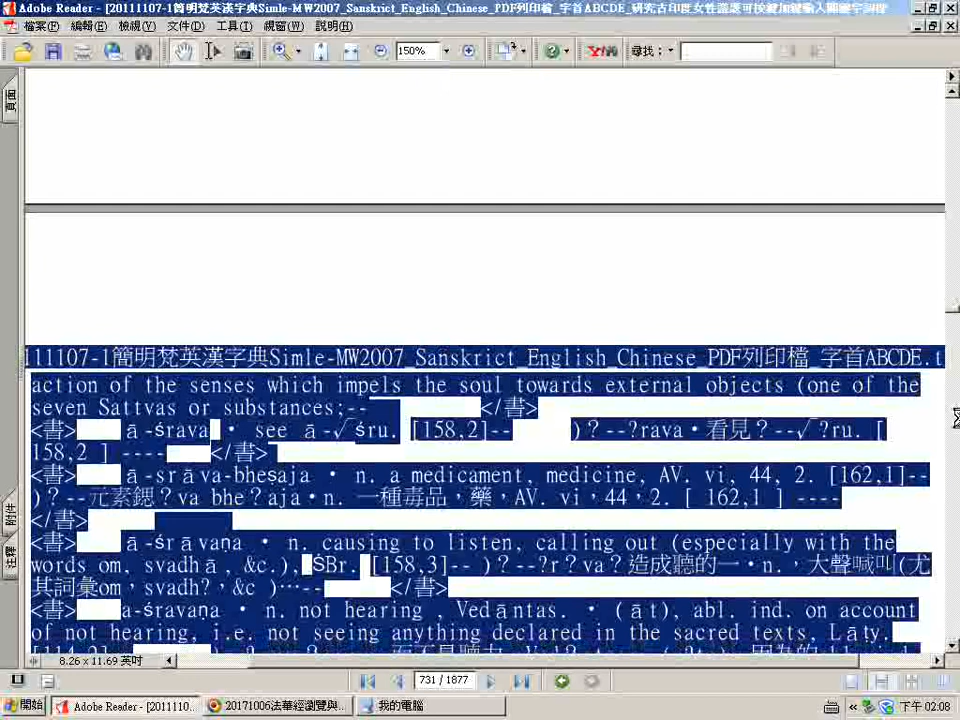 Adobe Reader - [20111107-1簡明梵英漢字典Simle-MW2007_Sanskrict_English_Chinese_PDF列印檔_字首ABCDE_研究古印度女性議題可按鍵
檔案(F) 編輯(E) 檢視(V) 文件(D) 工具(T) 視窗(W) 說明(H)
150% 尋找：
頁面
111107-1簡明梵英漢字典Simle-MW2007_Sanskrict_English_Chinese_PDF列印檔_字首ABCDE.t
action of the senses which impels the soul towards external objects (one of the
seven Sattvas or substances;-- </書>
<書> ā-śrava • see ā-√śru. [158,2]-- )？--?rava‧看見？--√?ru. [
158,2 ] ---- </書>
<書> ā-srāva-bheṣaja • n. a medicament, medicine, AV. vi, 44, 2. [162,1]--
)？--元素鍶？va bhe？aja‧n. 一種毒品，藥，AV. vi，44，2. [ 162,1 ] ----
</書>
<書> ā-śrāvaṇa • n. causing to listen, calling out (especially with the
words om, svadhā, &c.), ŚBr. [158,3]-- )？--?r？va？造成聽的一‧n.，大聲喊叫(尤
其詞彙om，svadh?，&c )…-- </書>
<書> a-śravaṇa • n. not hearing , Vedāntas. • (āt), abl. ind. on account
of not hearing, i.e. not seeing anything declared in the sacred texts, Lāṭy.
附件
註釋
8.26 x 11.69 英吋
731 / 1877
開始 Adobe Reader - [2011110... 20171006法華經瀏覽與... 我的電腦 下午 02:08